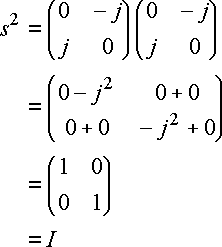 s² = ( 0 -j ) ( 0 -j )
( j 0 ) ( j 0 )
= ( 0 - j² 0 + 0 )
( 0 + 0 -j² + 0 )
= ( 1 0 )
( 0 1 )
= I